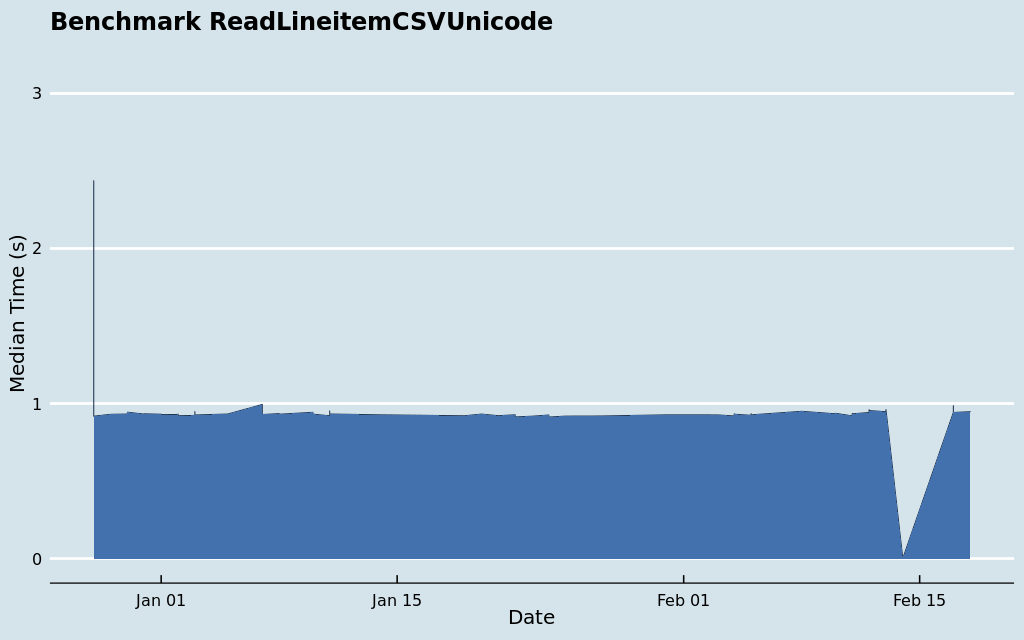 Benchmark ReadLineitemCSVUnicode
3
2
1
0
Median Time (s)
Jan 01
Jan 15
Feb 01
Feb 15
Date